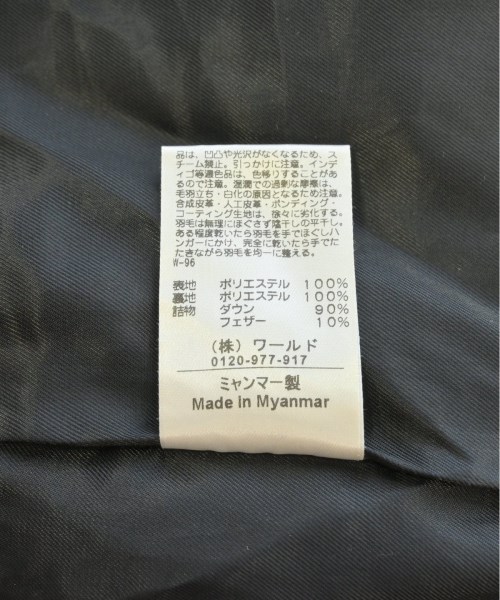 品は、凹凸や光沢がなくなるため、ス
チーム禁止。引っかけに注意。インデ
ィゴ等濃色品は、色移りすることがあ
るので注意。湿潤での過剰な摩擦は、
毛羽立ち・白化の原因となるため注意。
合成皮革・人工皮革・ボンディング・
コーティング生地は、徐々に劣化する。
羽毛は無理にほぐさず陰干しの平干し。
ある程度乾いたら羽毛を手でほぐしハ
ンガーにかけ、完全に乾いたら手でた
たきながら羽毛を均一に整える。
W-96
表地 ポリエステル 100%
裏地 ポリエステル 100%
詰物 ダウン 90%
フェザー 10%
(株) ワールド
0120-977-917
ミャンマー製
Made in Myanmar